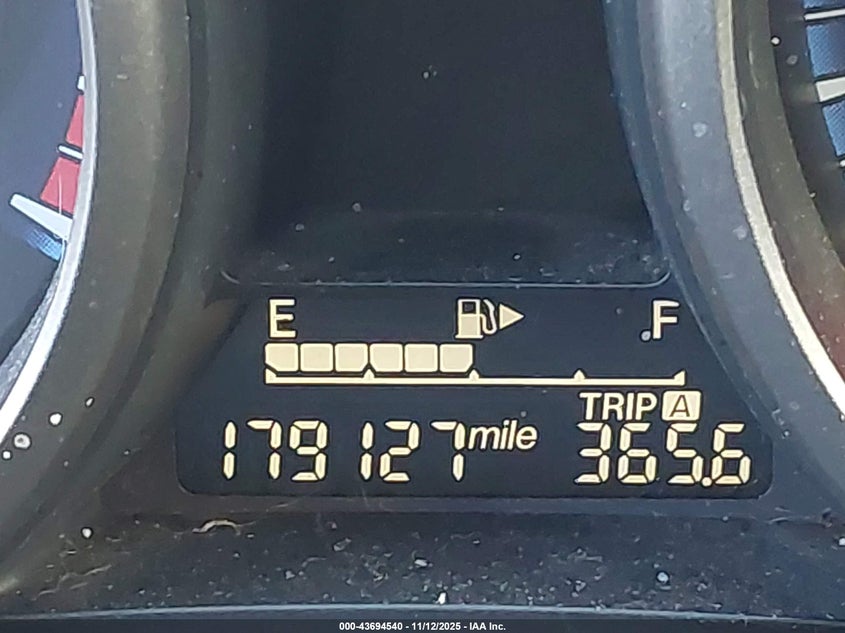 E F
TRIP A
179127 mile 365.6
000-43694540 - 11/12/2025 - IAA Inc.